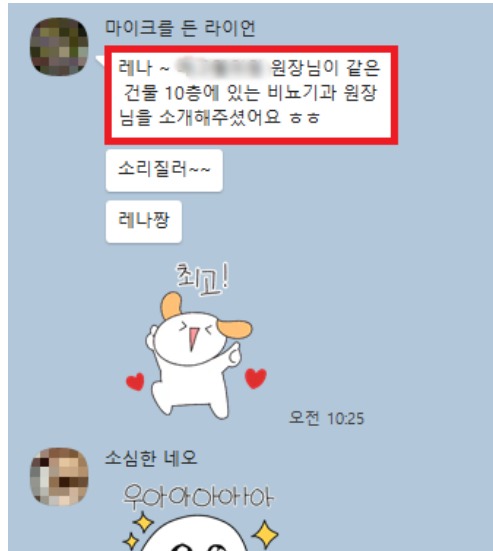 마이크를 든 라이언
레나 ~ 원장님이 같은
건물 10층에 있는 비뇨기과 원장
님을 소개해주셨어요 ㅎㅎ
소리질러~~
레나짱
최고!
오전 10:25
소심한 네오
우아아아아아